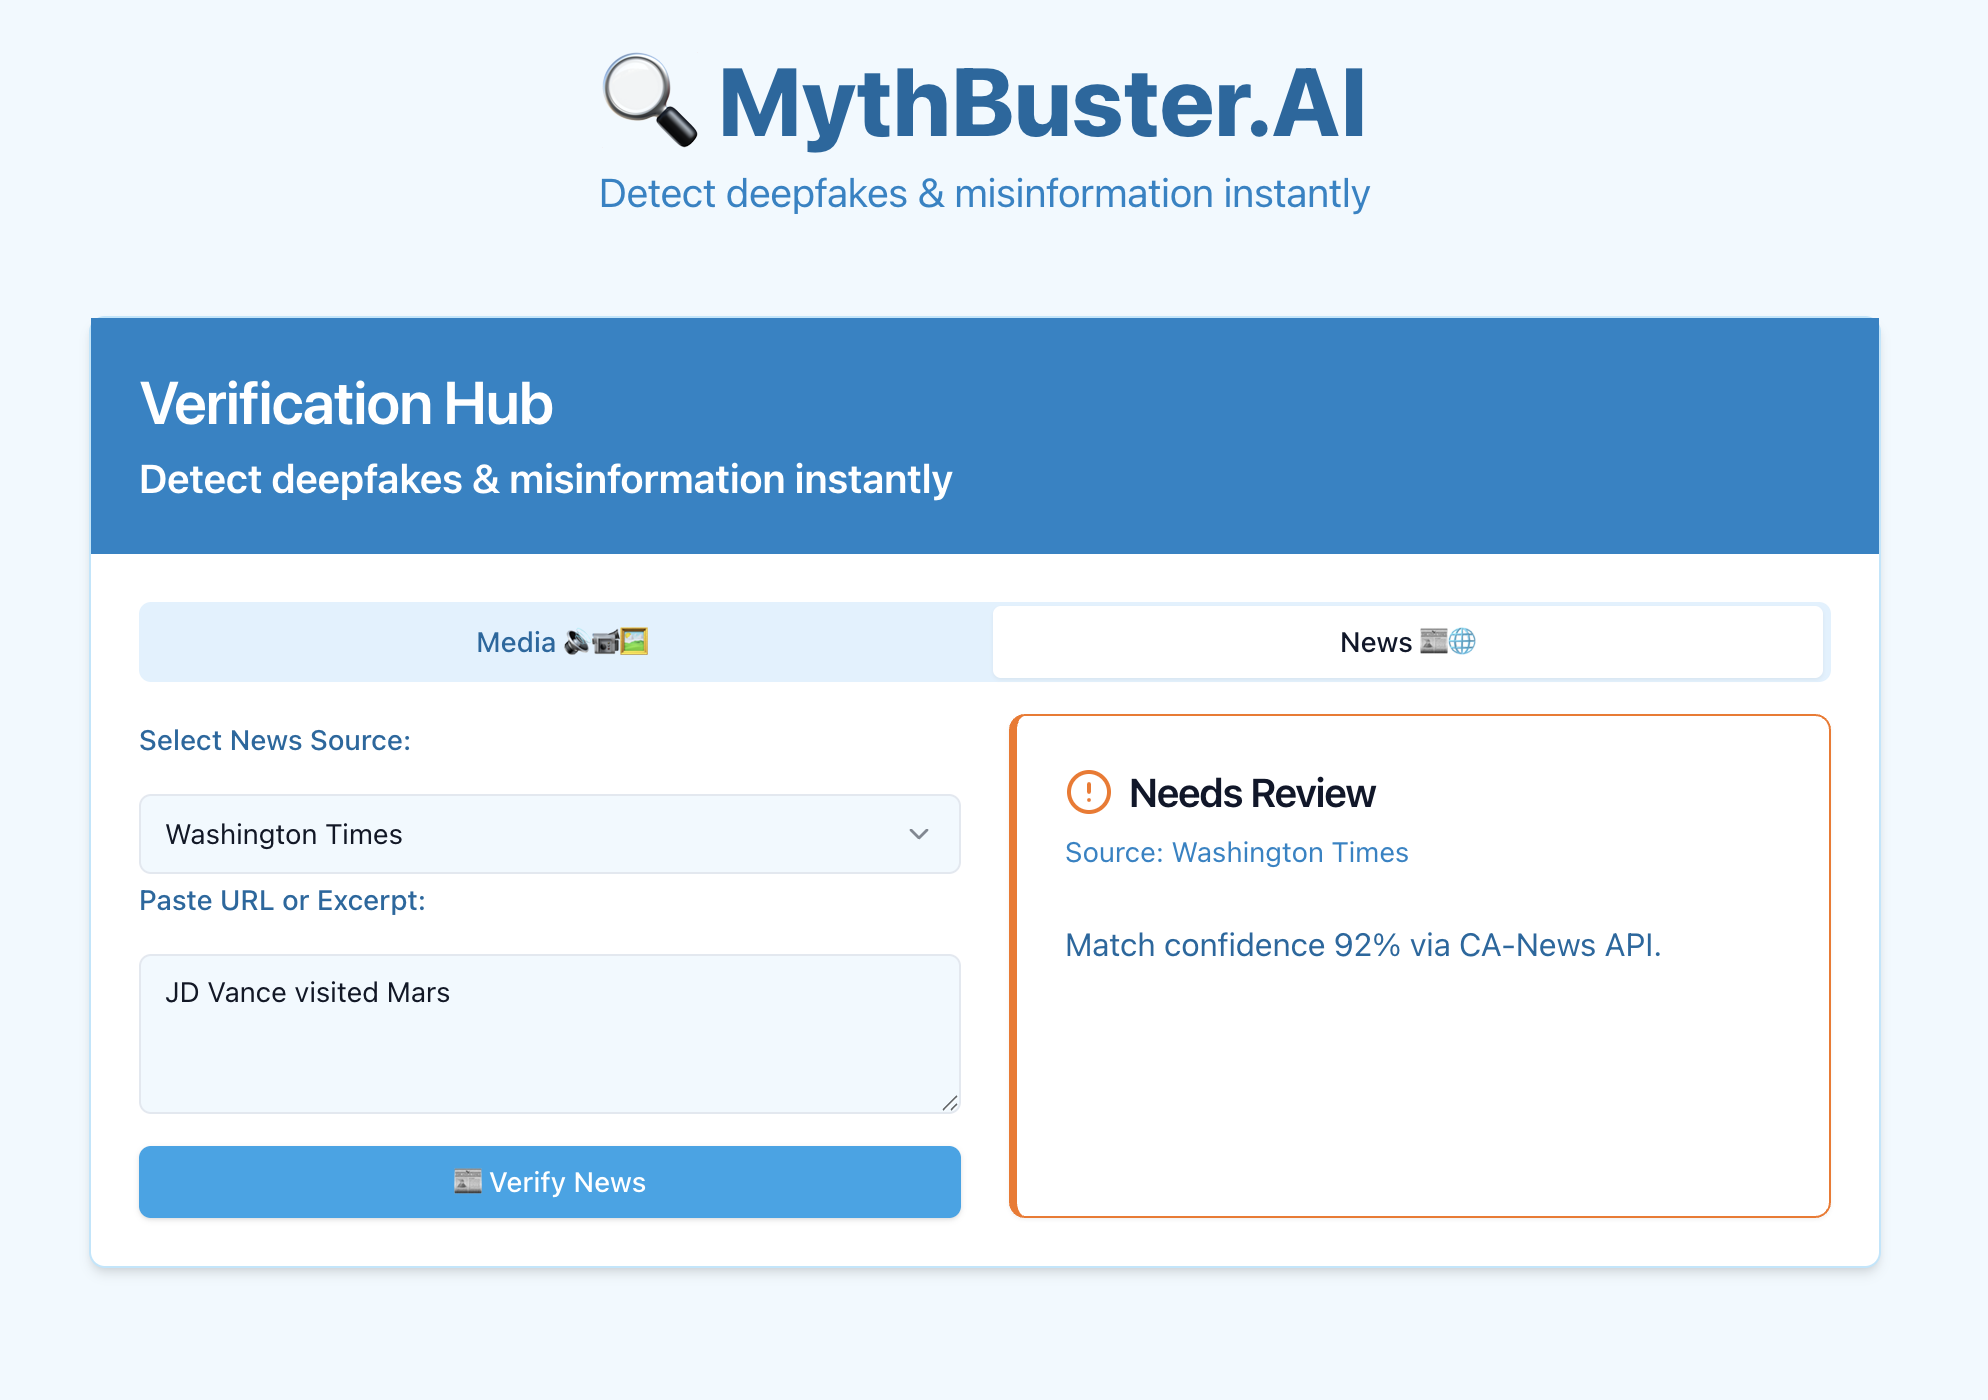 MythBuster.AI
Detect deepfakes & misinformation instantly
Verification Hub
Detect deepfakes & misinformation instantly
Media
News
Select News Source:
Washington Times
Paste URL or Excerpt:
JD Vance visited Mars
Verify News
Needs Review
Source: Washington Times
Match confidence 92% via CA-News API.